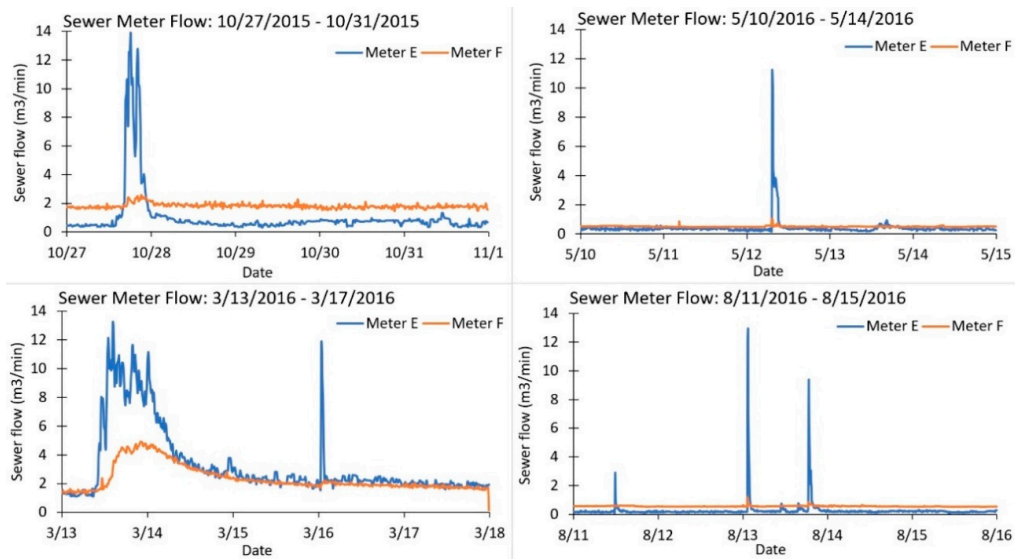 Sewer Meter Flow: 10/27/2015 - 10/31/2015
Meter E Meter F
Sewer flow (m3/min)
14
12
10
8
6
4
2
0
10/27 10/28 10/29 10/30 10/31 11/1
Date
Sewer Meter Flow: 5/10/2016 - 5/14/2016
Meter E Meter F
Sewer flow (m3/min)
14
12
10
8
6
4
2
0
5/10 5/11 5/12 5/13 5/14 5/15
Date
Sewer Meter Flow: 3/13/2016 - 3/17/2016
Meter E Meter F
Sewer flow (m3/min)
14
12
10
8
6
4
2
0
3/13 3/14 3/15 3/16 3/17 3/18
Date
Sewer Meter Flow: 8/11/2016 - 8/15/2016
Meter E Meter F
Sewer flow (m3/min)
14
12
10
8
6
4
2
0
8/11 8/12 8/13 8/14 8/15 8/16
Date